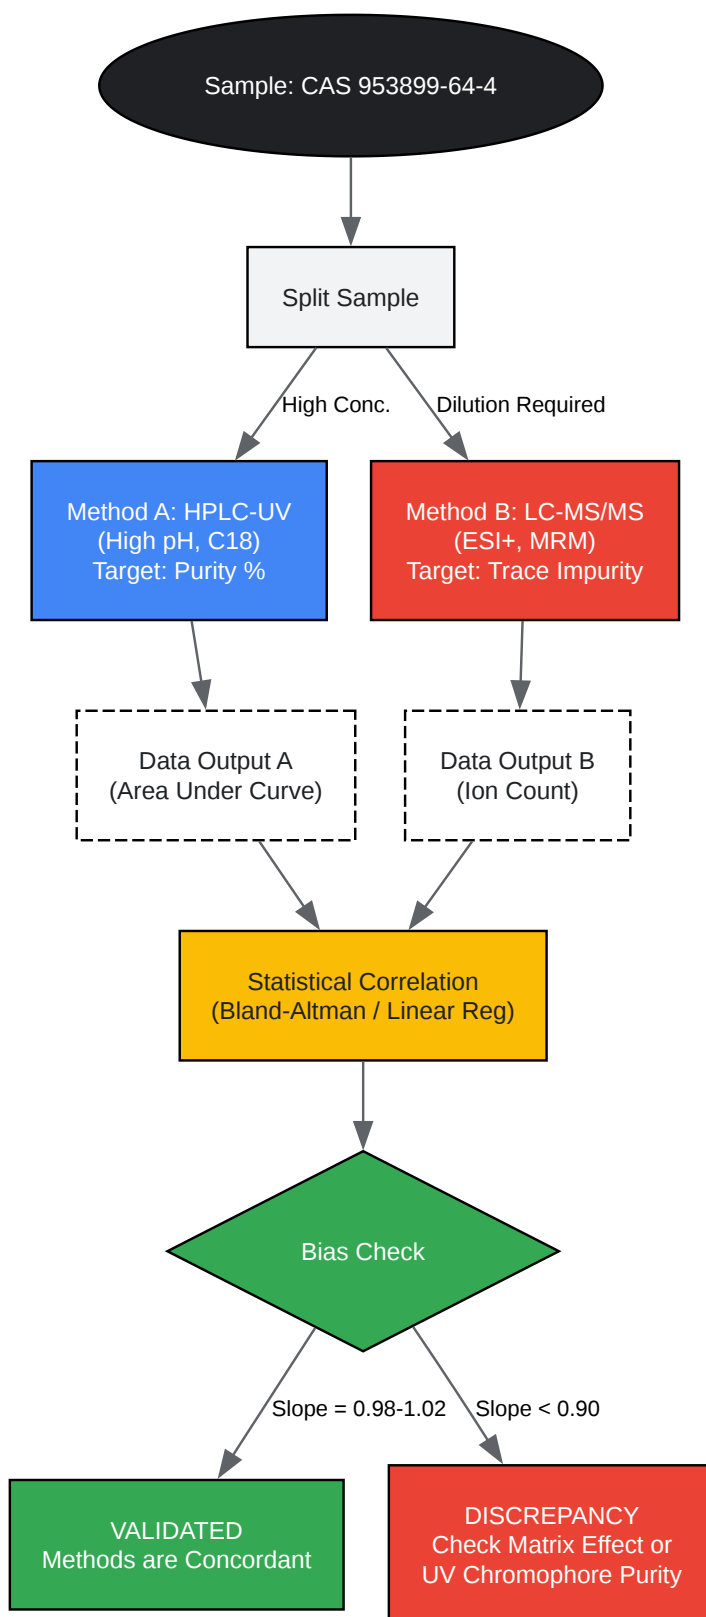 Sample: CAS 953899-64-4
Split Sample
High Conc.
Dilution Required
Method A: HPLC-UV
(High pH, C18)
Target: Purity %
Method B: LC-MS/MS
(ESI+, MRM)
Target: Trace Impurity
Data Output A
(Area Under Curve)
Data Output B
(Ion Count)
Statistical Correlation
(Bland-Altman / Linear Reg)
Bias Check
Slope = 0.98-1.02
Slope < 0.90
VALIDATED
Methods are Concordant
DISCREPANCY
Check Matrix Effect or
UV Chromophore Purity